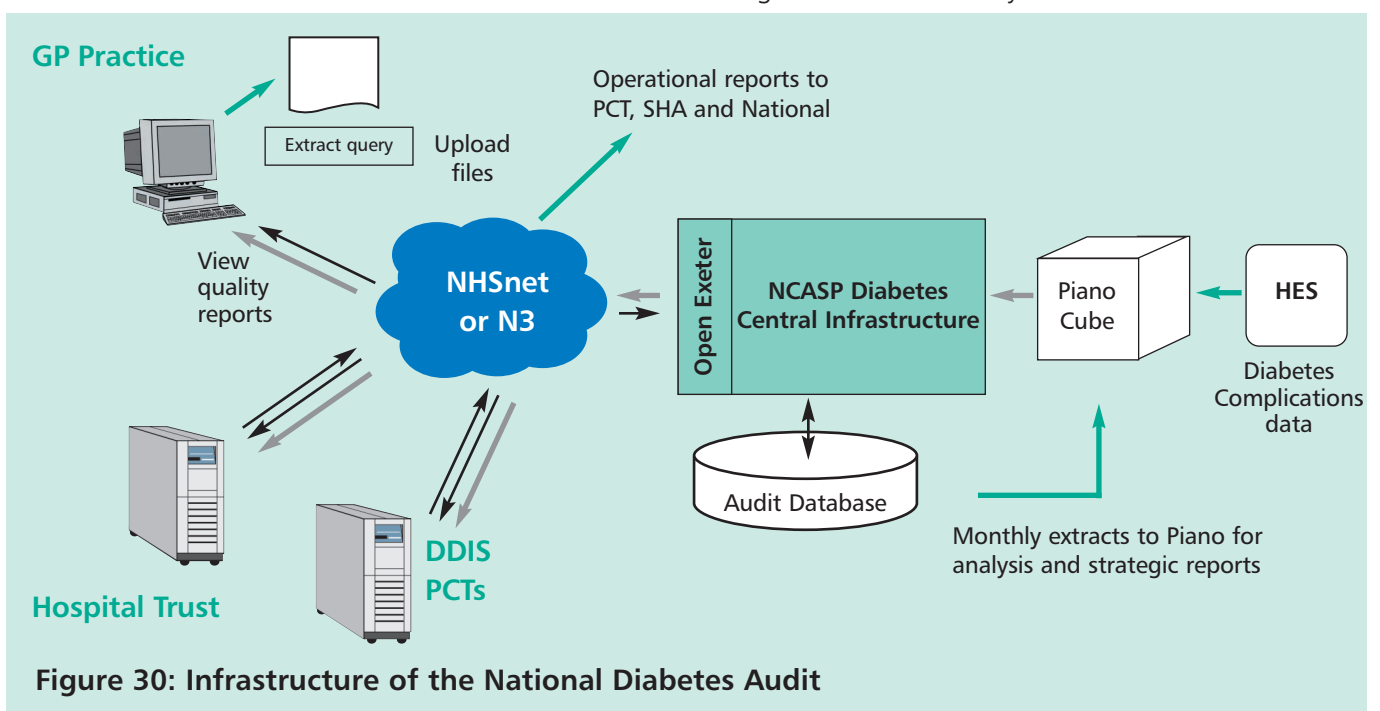 GP Practice
Extract query
Upload
files
Operational reports to
PCT, SHA and National
View
quality
reports
NHSnet
or N3
Open Exeter
NCASP Diabetes
Central Infrastructure
Piano
Cube
HES
Diabetes
Complications
data
Audit Database
Monthly extracts to Piano for
analysis and strategic reports
DDIS
PCTs
Hospital Trust
Figure 30: Infrastructure of the National Diabetes Audit